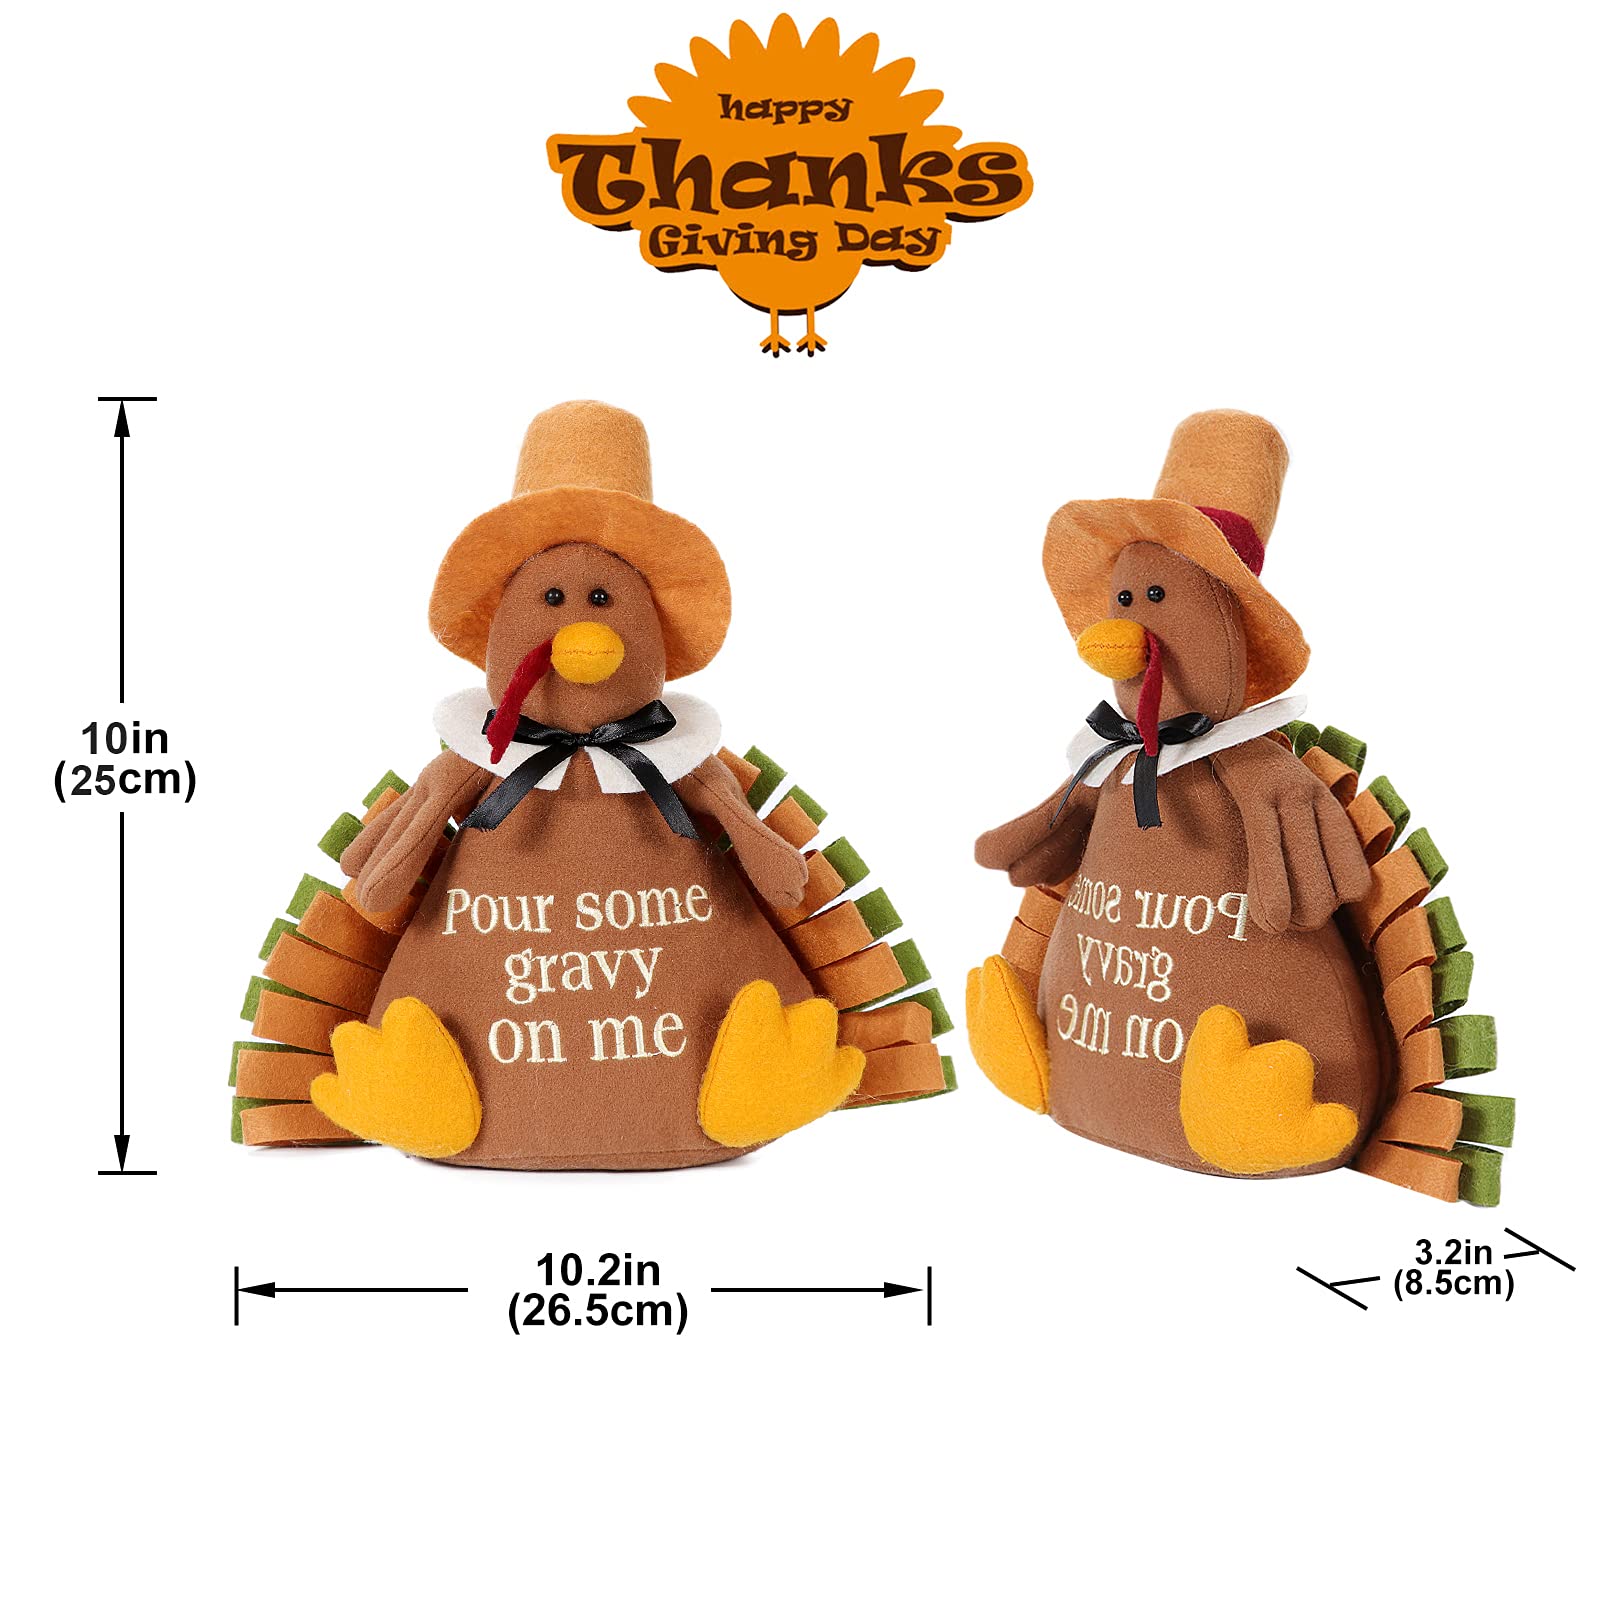 happy
Thanks
Giving Day
10in
(25cm)
Pour some
gravy
on me
Pour some
gravy
on me
10.2in
(26.5cm)
3.2in
(8.5cm)